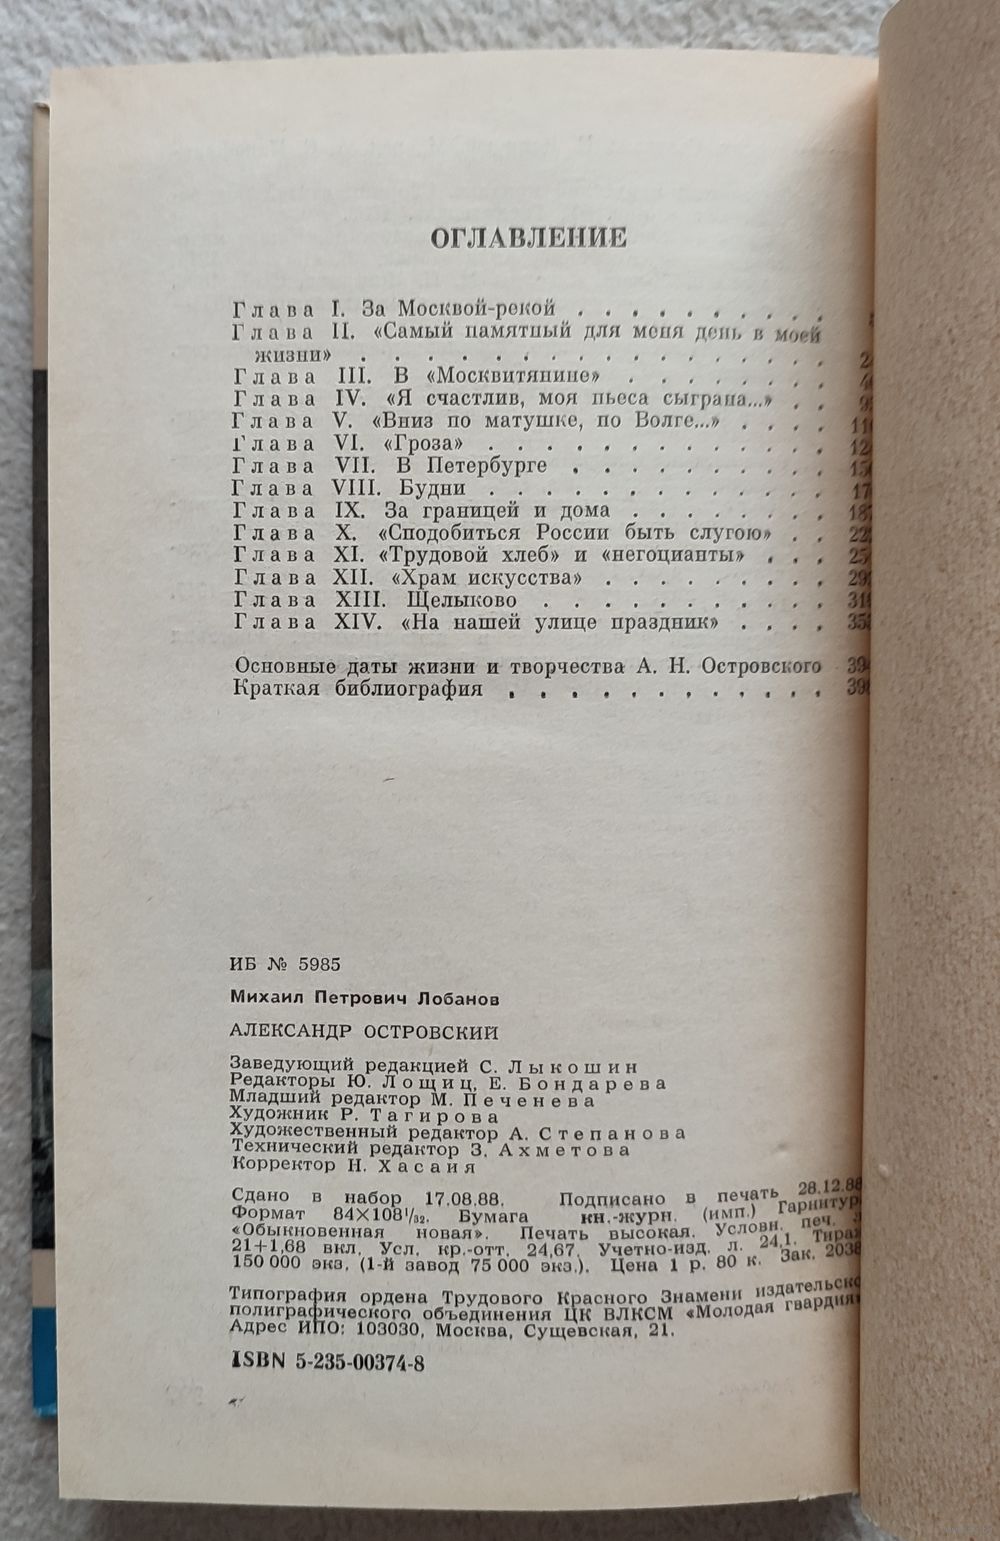 ОГЛАВЛЕНИЕ
Глава I. За Москвой-рекой . . . . . . . . . .
Глава II. «Самый памятный для меня день в моей
жизни» . . . . . . . . . . . . . . .
Глава III. В «Москвитянине» . . . . . . . .
Глава IV. «Я счастлив, моя пьеса сыграна...» . .
Глава V. «Вниз по матушке, по Волге...» . . . .
Глава VI. «Гроза» . . . . . . . . . . . .
Глава VII. В Петербурге . . . . . . . . . .
Глава VIII. Будни . . . . . . . . . . . .
Глава IX. За границей и дома . . . . . . . .
Глава X. «Сподобиться России быть слугою» . .
Глава XI. «Трудовой хлеб» и «негоцианты» . . .
Глава XII. «Храм искусства» . . . . . . . . .
Глава XIII. Щелыково . . . . . . . . . . .
Глава XIV. «На нашей улице праздник» . . . .
Основные даты жизни и творчества А. Н. Островского
Краткая библиография . . . . . . . . . . .
ИБ № 5985
Михаил Петрович Лобанов
АЛЕКСАНДР ОСТРОВСКИЙ
Заведующий редакцией С. Лыкошин
Редакторы Ю. Лощиц, Е. Бондарева
Младший редактор М. Печенева
Художник Р. Тагирова
Художественный редактор А. Степанова
Технический редактор З. Ахметова
Корректор Н. Хасаия
Сдано в набор 17.08.88. Подписано в печать 28.12.88
Формат 84×108 1/32. Бумага кн.-журн. (имп.) Гарнитур
«Обыкновенная новая». Печать высокая. Условн. печ.
21+1,68 вкл. Усл. кр.-отт. 24,67. Учетно-изд. л. 24,1. Тираж
150 000 экз. (1-й завод 75 000 экз.). Цена 1 р. 80 к. Зак. 2038
Типография ордена Трудового Красного Знамени издательско
полиграфического объединения ЦК ВЛКСМ «Молодая гвардия»
Адрес ИПО: 103030, Москва, Сущевская, 21.
ISBN 5-235-00374-8